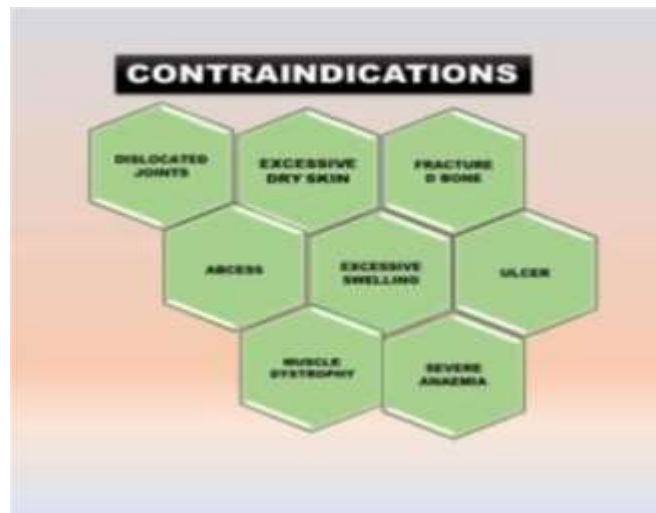 CONTRAINDICATIONS
DISLOCATED
JOINTS
EXCESSIVE
DRY SKIN
FRACTURE
D BONE
ABCESS
EXCESSIVE
SWELLING
ULCER
MUSCLE
DYSTROPHY
SEVERE
ANAEMIA